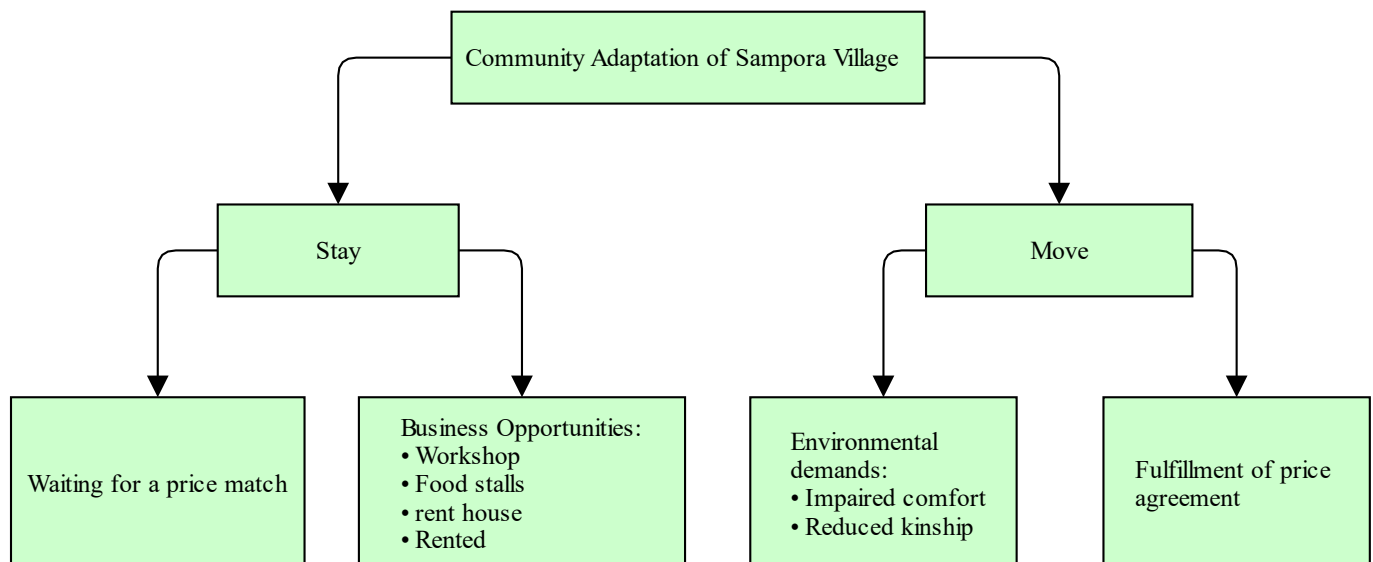 Community Adaptation of Sampora Village
Stay
Move
Waiting for a price match
Business Opportunities:
• Workshop
• Food stalls
• rent house
• Rented
Environmental
demands:
• Impaired comfort
• Reduced kinship
Fulfillment of price
agreement